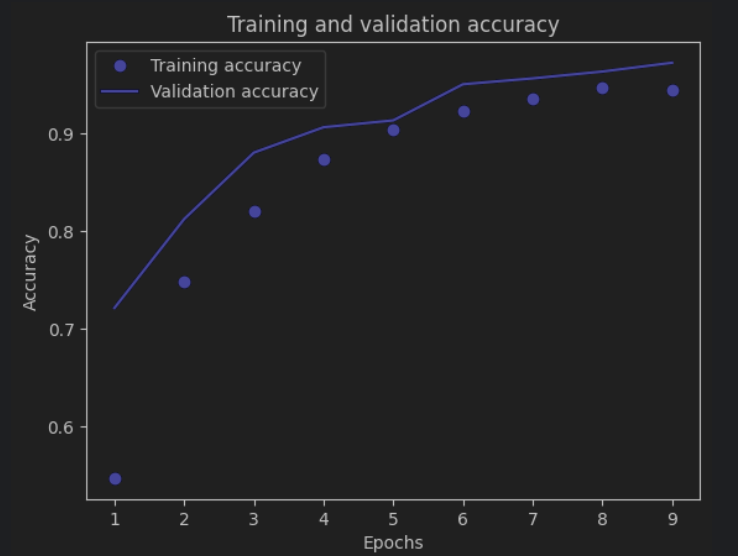 Training and validation accuracy
Training accuracy
Validation accuracy
Accuracy
0.9
0.8
0.7
0.6
1 2 3 4 5 6 7 8 9
Epochs